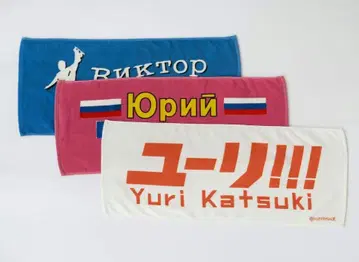 Виктор
Юрий
ユーリ!!!
Yuri Katsuki